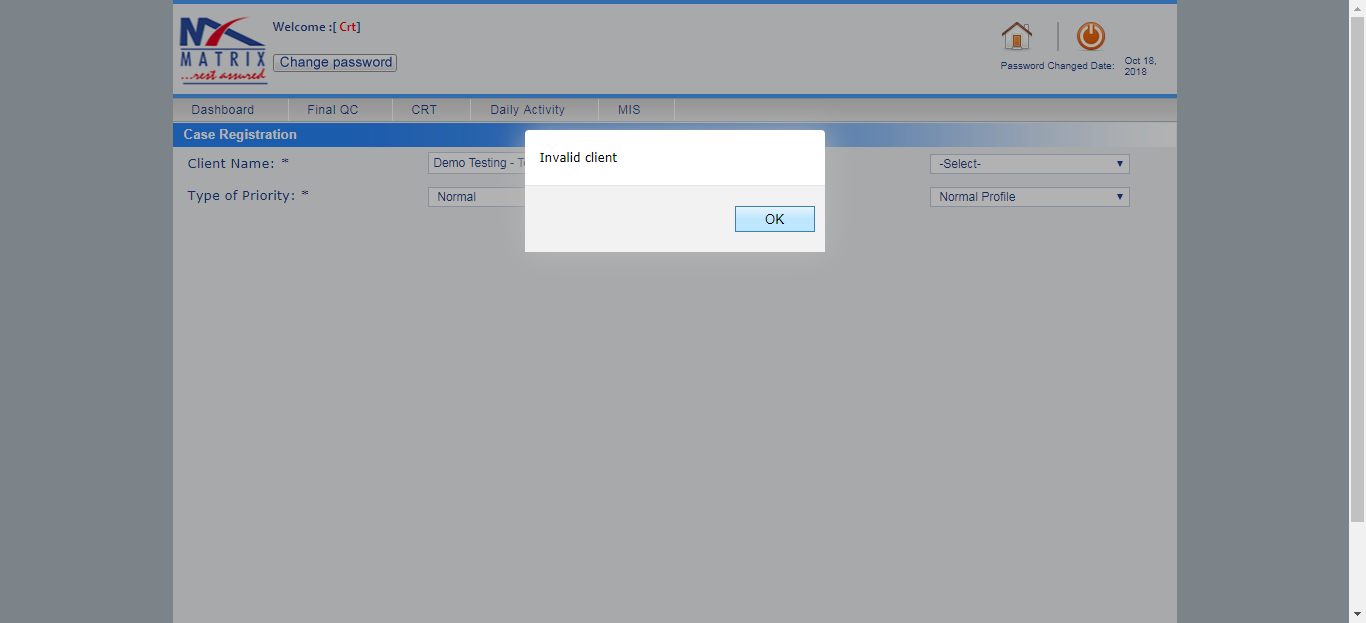 Welcome :[ Crt]
MATRIX
...rest assured
Change password
Password Changed Date: Oct 18, 2018
Dashboard Final QC CRT Daily Activity MIS
Case Registration
Client Name: * Demo Testing - -Select-
Type of Priority: * Normal Normal Profile
Invalid client
OK